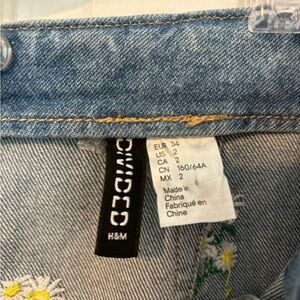 DIVIDED
H&M
EUR 34
US 2
CA 2
CN 160/64A
MX 2
Made in
China
Fabriqué en
Chine